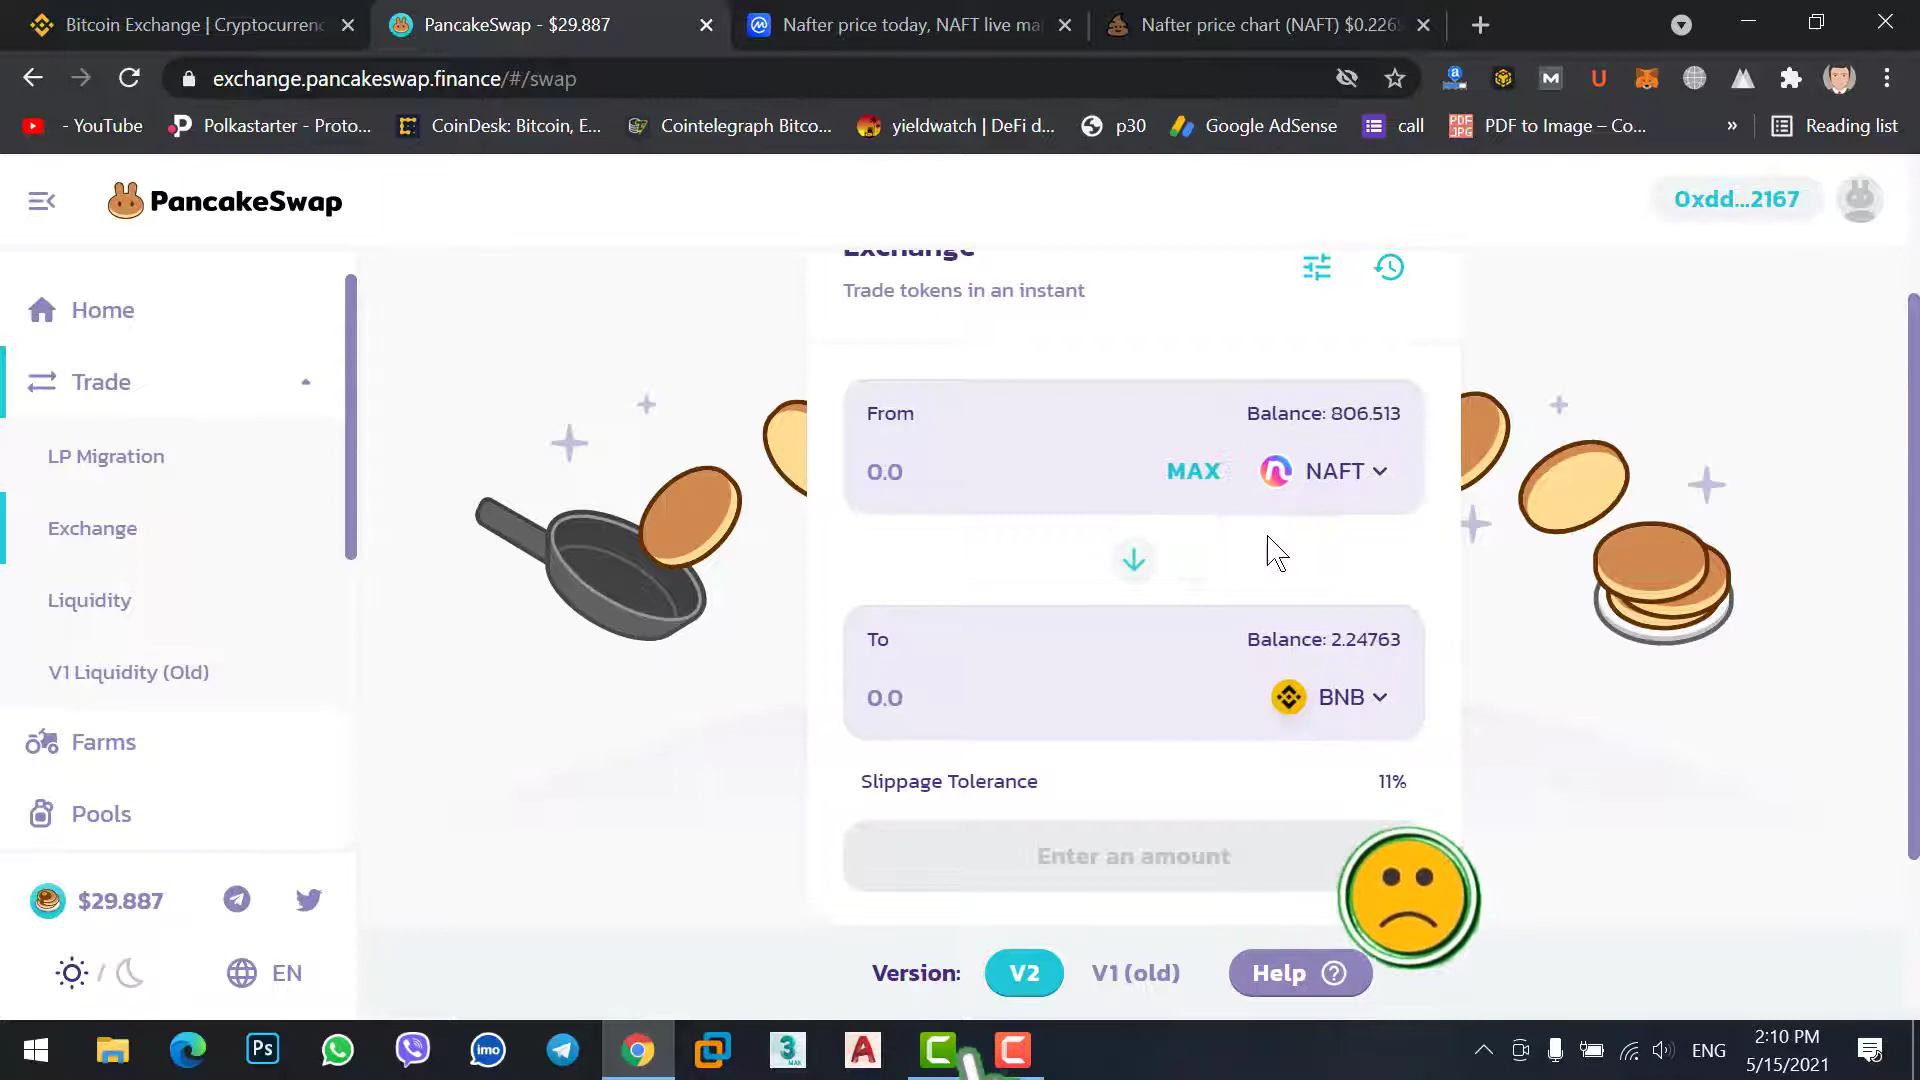 Bitcoin Exchange | Cryptocurrenc
PancakeSwap - $29.887
Nafter price today, NAFT live ma
Nafter price chart (NAFT) $0.226
exchange.pancakeswap.finance/#/swap
- YouTube
Polkastarter - Proto...
CoinDesk: Bitcoin, E...
Cointelegraph Bitco...
yieldwatch | DeFi d...
p30
Google AdSense
call
PDF to Image – Co...
»
Reading list
PancakeSwap
0xdd...2167
Home
Trade
LP Migration
Exchange
Liquidity
V1 Liquidity (Old)
Farms
Pools
$29.887
EN
Exchange
Trade tokens in an instant
From
Balance: 806.513
0.0
MAX
NAFT
To
Balance: 2.24763
0.0
BNB
Slippage Tolerance
11%
Enter an amount
Version:
V2
V1 (old)
Help ?
Ps
imo
3
MAX
ENG
2:10 PM
5/15/2021